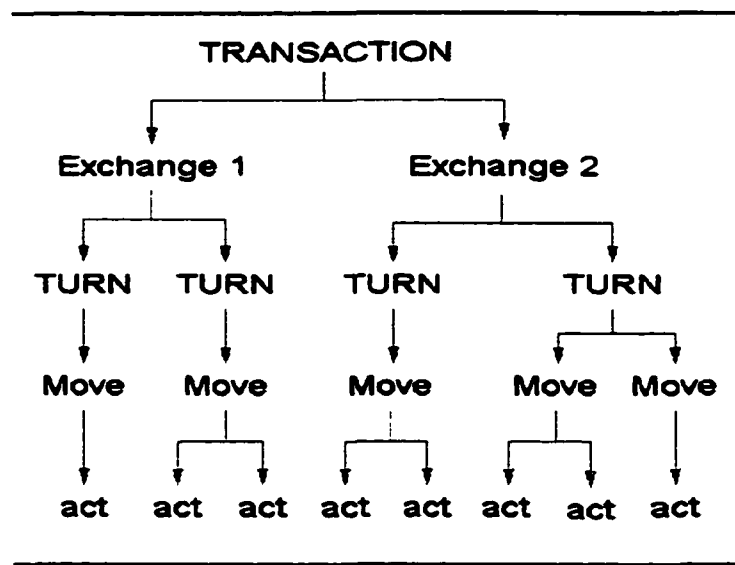 TRANSACTION
Exchange 1 Exchange 2
TURN TURN TURN TURN
Move Move Move Move Move
act act act act act act act act